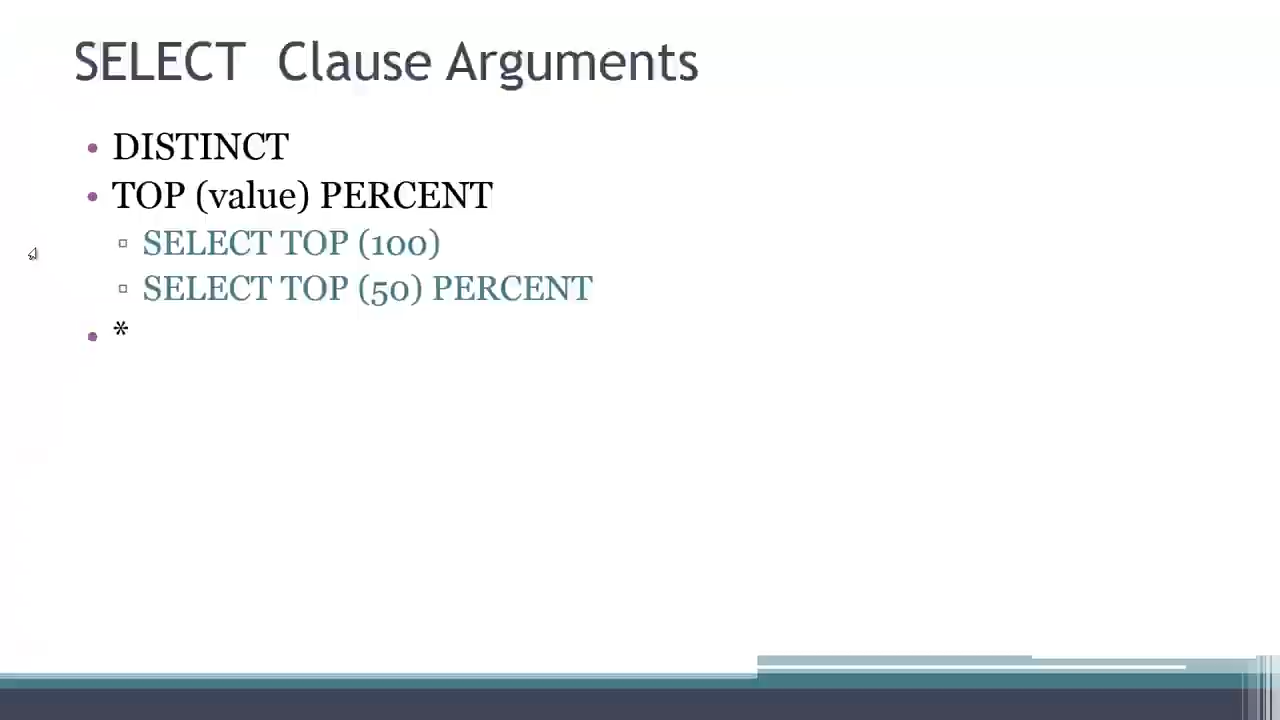 SELECT Clause Arguments
• DISTINCT
• TOP (value) PERCENT
▫ SELECT TOP (100)
▫ SELECT TOP (50) PERCENT
• *